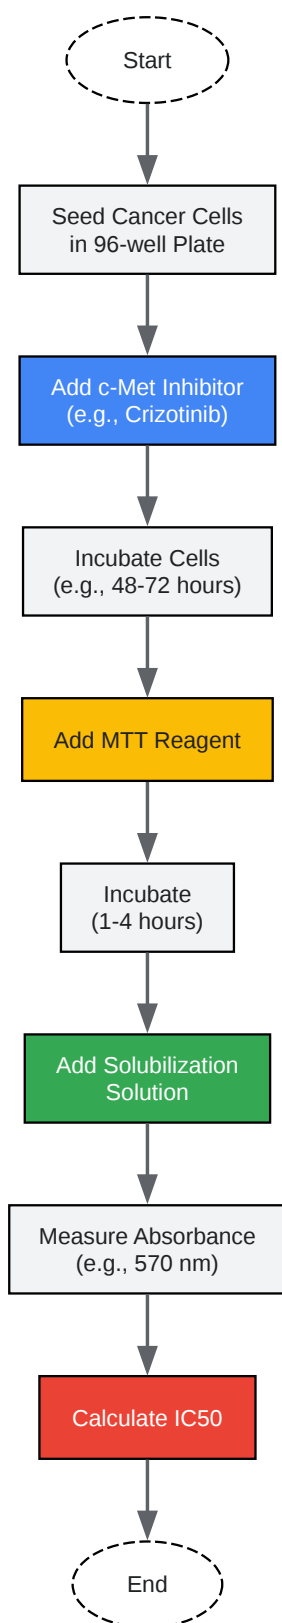 Start
Seed Cancer Cells
in 96-well Plate
Add c-Met Inhibitor
(e.g., Crizotinib)
Incubate Cells
(e.g., 48-72 hours)
Add MTT Reagent
Incubate
(1-4 hours)
Add Solubilization
Solution
Measure Absorbance
(e.g., 570 nm)
Calculate IC50
End